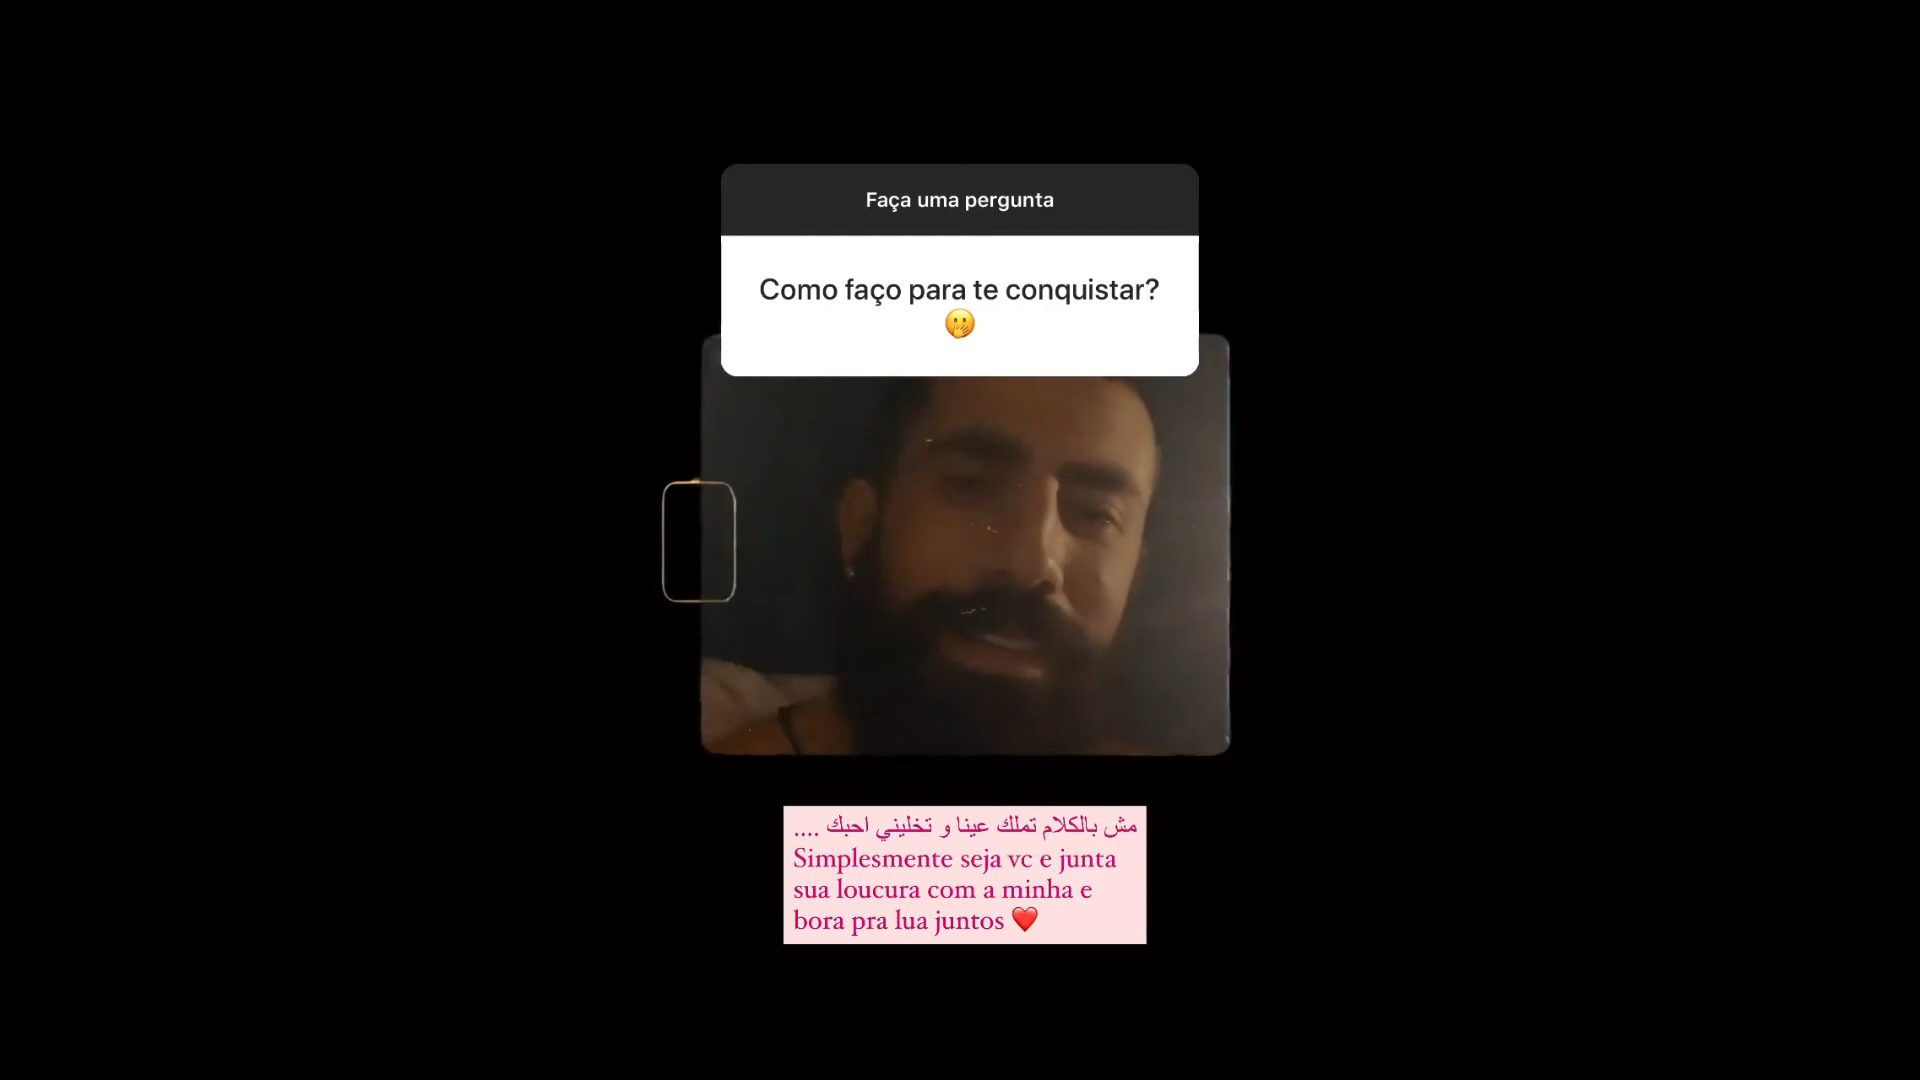 Faça uma pergunta
Como faço para te conquistar?
🤭
مش بالكلام تملك عينا و تخليني احبك ....
Simplesmente seja vc e junta
sua loucura com a minha e
bora pra lua juntos ❤️